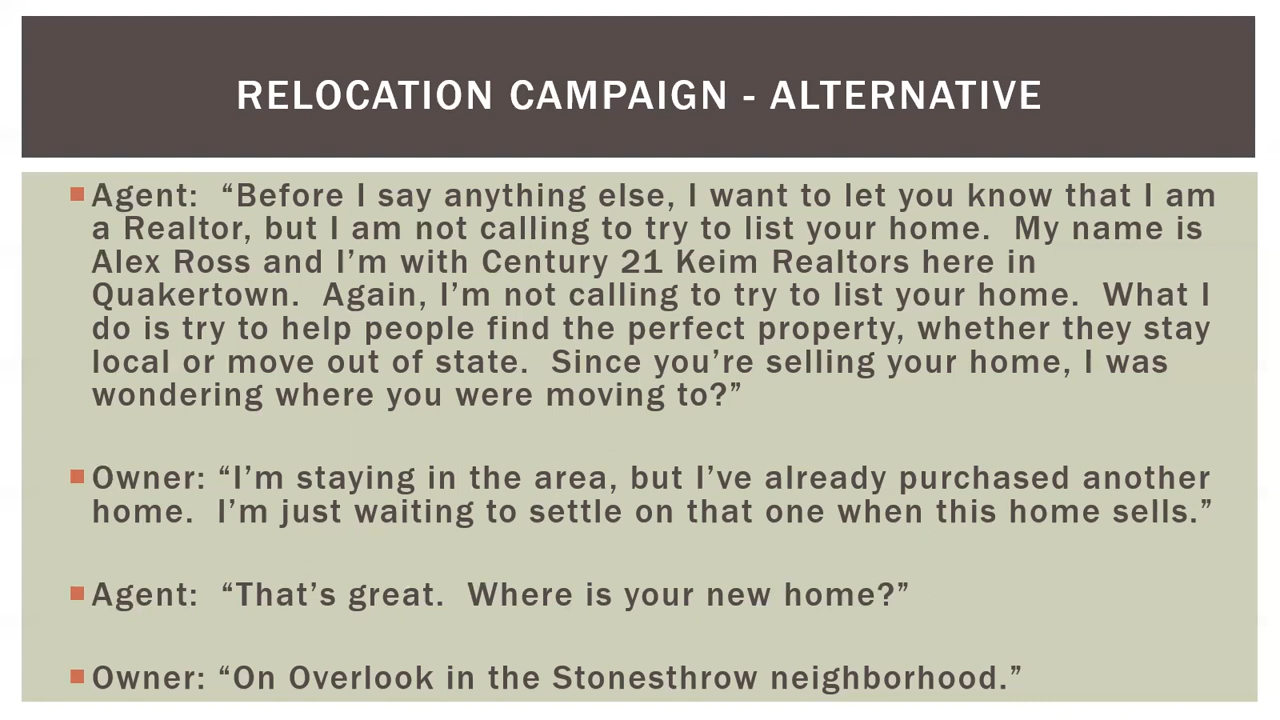 RELOCATION CAMPAIGN - ALTERNATIVE
Agent:  “Before I say anything else, I want to let you know that I am
a Realtor, but I am not calling to try to list your home.  My name is
Alex Ross and I’m with Century 21 Keim Realtors here in
Quakertown.  Again, I’m not calling to try to list your home.  What I
do is try to help people find the perfect property, whether they stay
local or move out of state.  Since you’re selling your home, I was
wondering where you were moving to?”
Owner: “I’m staying in the area, but I’ve already purchased another
home.  I’m just waiting to settle on that one when this home sells.”
Agent:  “That’s great.  Where is your new home?”
Owner: “On Overlook in the Stonesthrow neighborhood.”